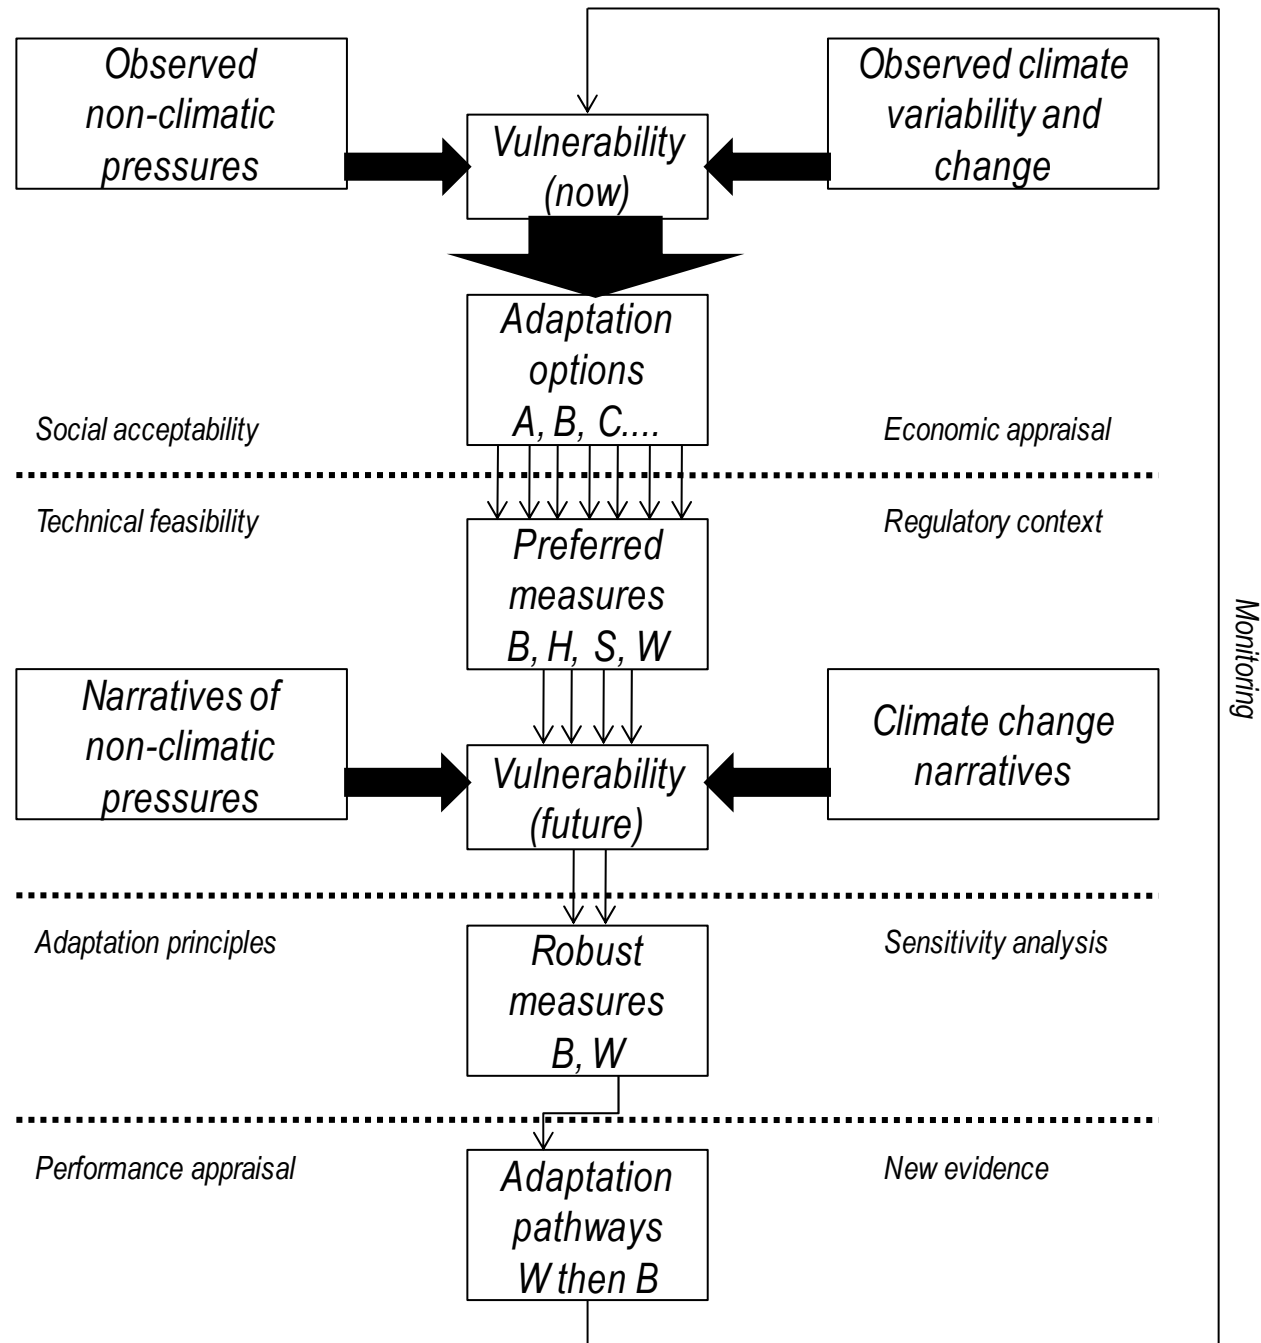 Observed
non-climatic
pressures
Vulnerability
(now)
Observed climate
variability and
change
Adaptation
options
A, B, C....
Social acceptability
Economic appraisal
Technical feasibility
Regulatory context
Preferred
measures
B, H, S, W
Monitoring
Narratives of
non-climatic
pressures
Vulnerability
(future)
Climate change
narratives
Adaptation principles
Sensitivity analysis
Robust
measures
B, W
Performance appraisal
New evidence
Adaptation
pathways
W then B